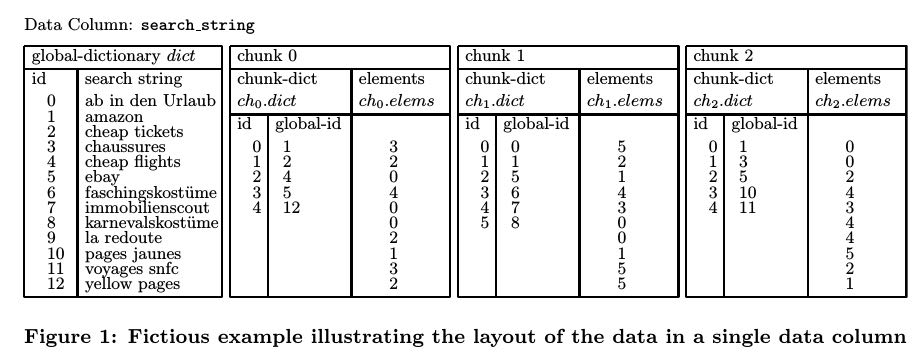 Data Column: search_string
global-dictionary dict chunk 0 chunk 1 chunk 2
id search string chunk-dict elements chunk-dict elements chunk-dict elements
0 ab in den Urlaub ch0.dict ch0.elems ch1.dict ch1.elems ch2.dict ch2.elems
1 amazon id global-id id global-id id global-id
2 cheap tickets
3 chaussures 0 1 3 0 0 5 0 1 0
4 cheap flights 1 2 2 1 1 2 1 3 0
5 ebay 2 4 0 2 5 1 2 5 2
6 faschingskostüme 3 5 4 3 6 4 3 10 4
7 immobilienscout 4 12 0 4 7 3 4 11 3
8 karnevalskostüme 0 5 8 0 4
9 la redoute 2 0 4
10 pages jaunes 1 1 5
11 voyages snfc 3 5 2
12 yellow pages 2 5 1
Figure 1: Fictious example illustrating the layout of the data in a single data column